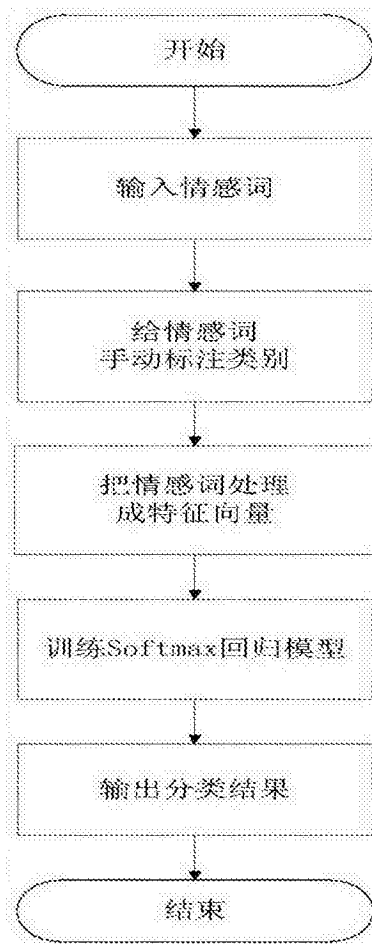 开始
输入情感词
给情感词
手动标注类别
把情感词处理
成特征向量
训练Softmax回归模型
输出分类结果
结束